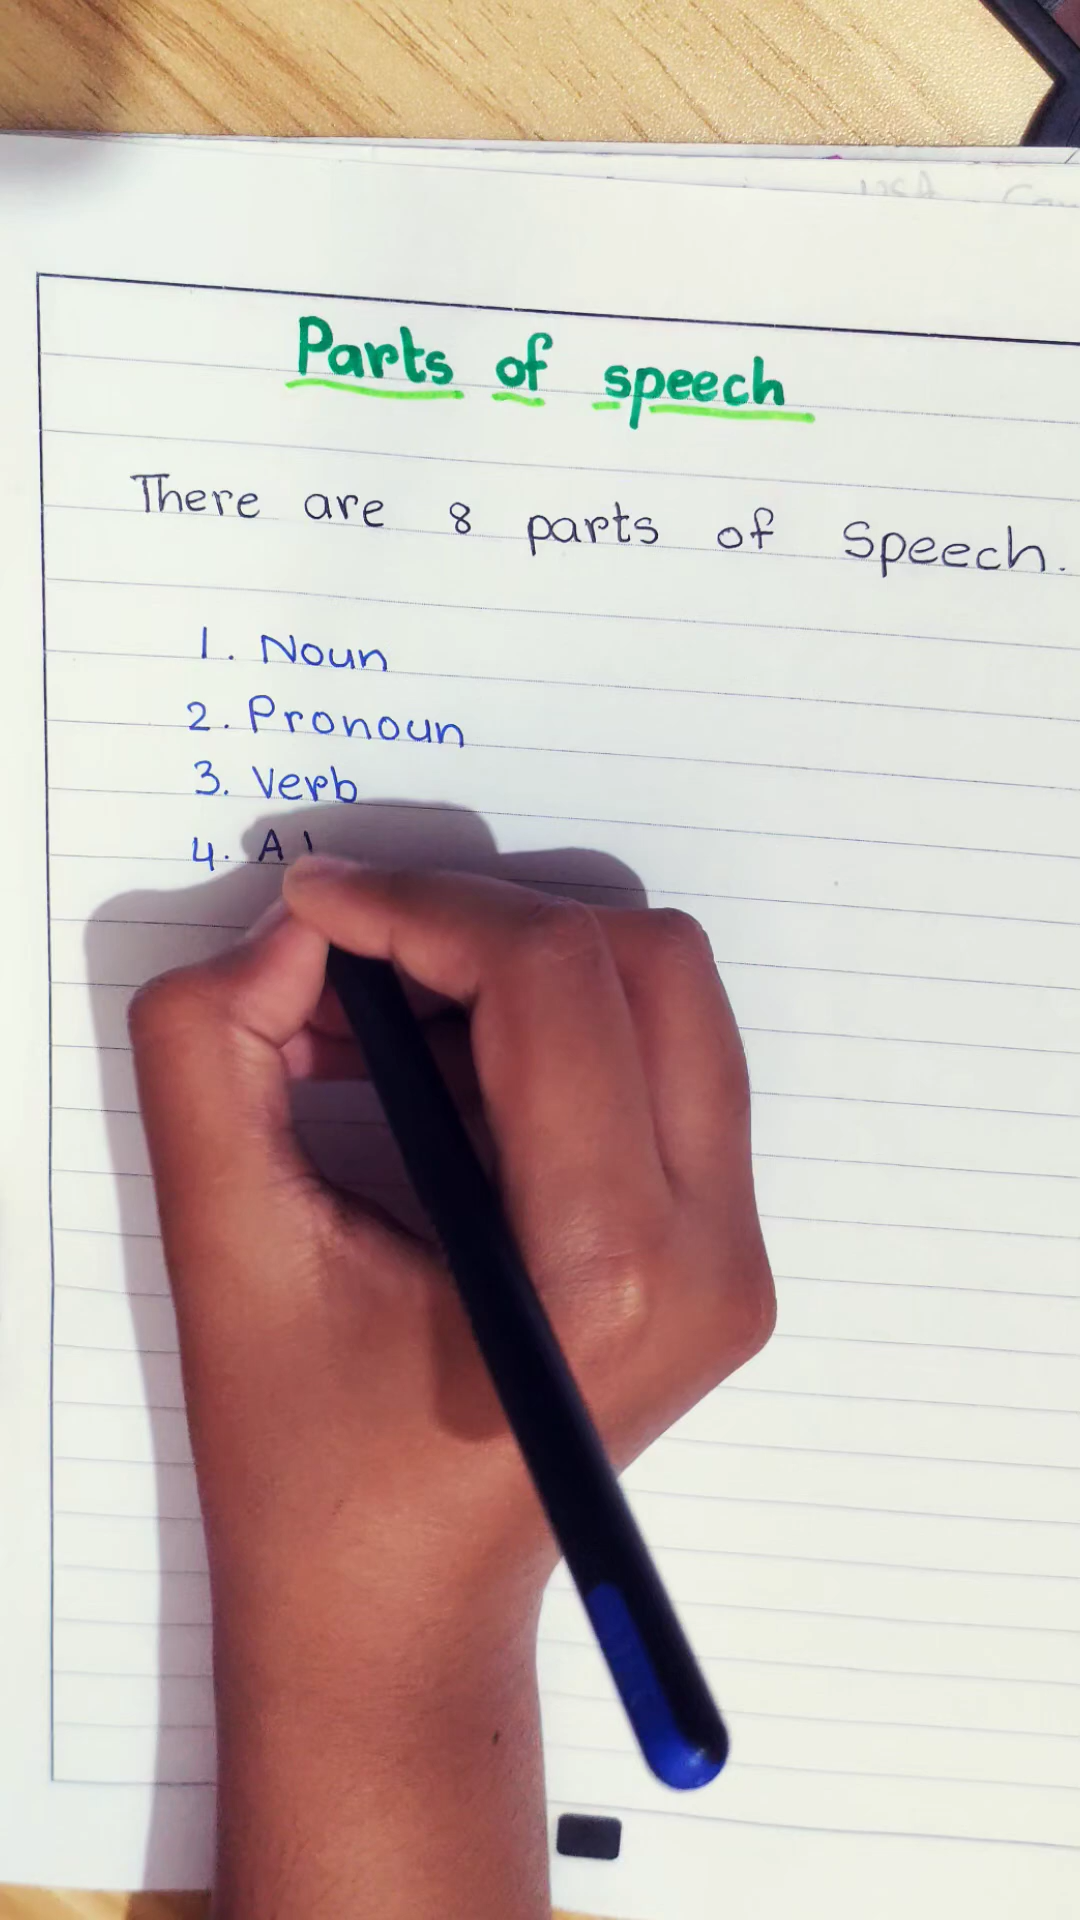 Parts of speech
There are 8 parts of Speech.
1. Noun
2. Pronoun
3. Verb
4. A